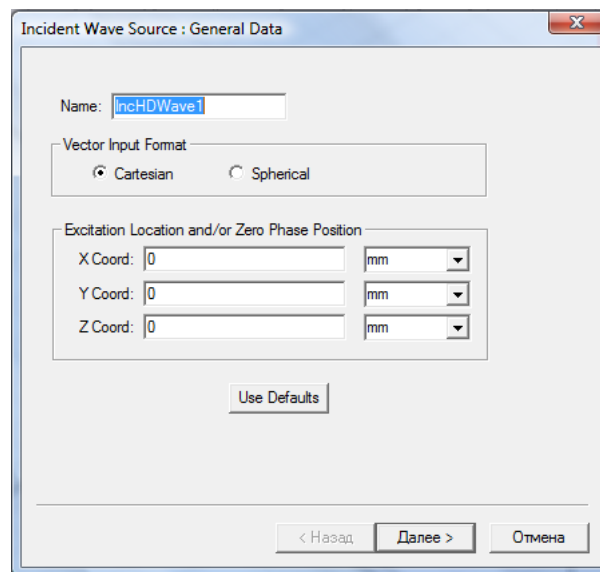 Incident Wave Source : General Data
Name: IncHDWave1
Vector Input Format
Cartesian Spherical
Excitation Location and/or Zero Phase Position
X Coord: 0 mm
Y Coord: 0 mm
Z Coord: 0 mm
Use Defaults
< Назад Далее > Отмена